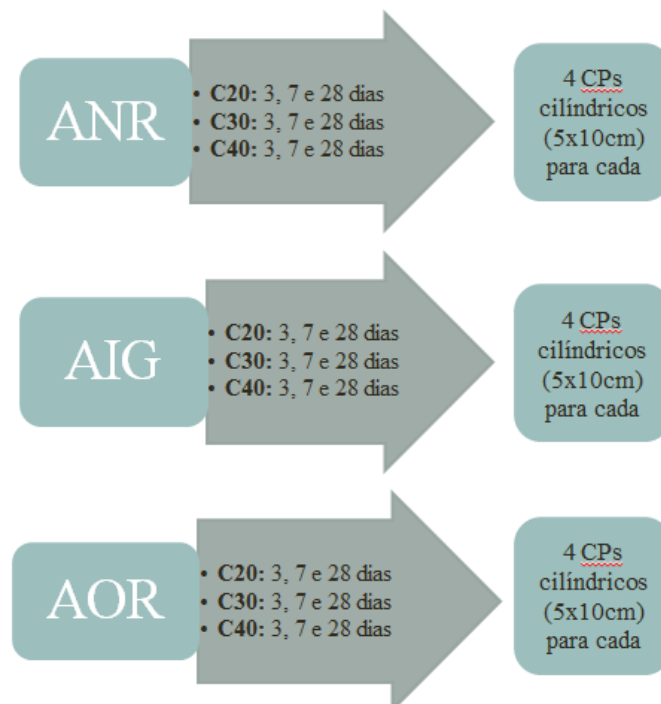 ANR
• C20: 3, 7 e 28 dias
• C30: 3, 7 e 28 dias
• C40: 3, 7 e 28 dias
4 CPs
cilíndricos
(5x10cm)
para cada
AIG
• C20: 3, 7 e 28 dias
• C30: 3, 7 e 28 dias
• C40: 3, 7 e 28 dias
4 CPs
cilíndricos
(5x10cm)
para cada
AOR
• C20: 3, 7 e 28 dias
• C30: 3, 7 e 28 dias
• C40: 3, 7 e 28 dias
4 CPs
cilíndricos
(5x10cm)
para cada